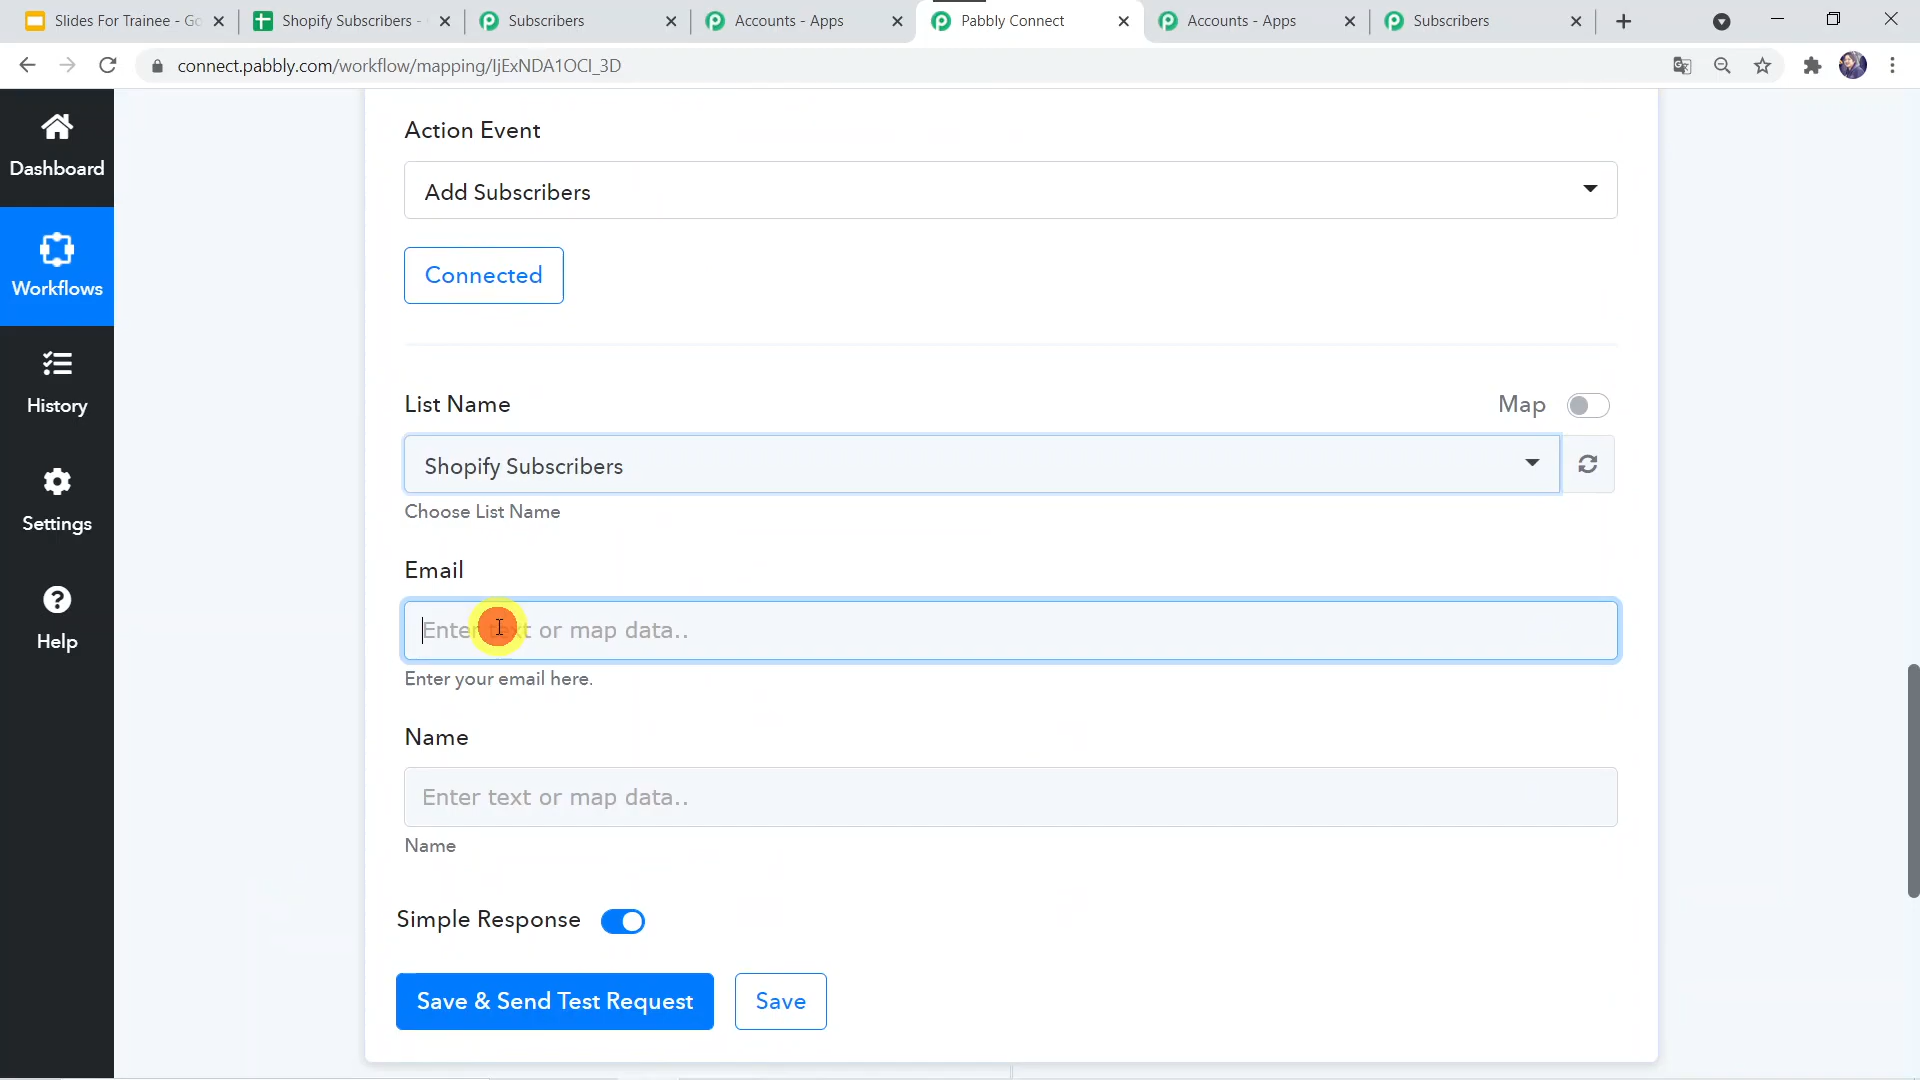 Slides For Trainee - Go
Shopify Subscribers -
Subscribers
Accounts - Apps
Pabbly Connect
Accounts - Apps
Subscribers
connect.pabbly.com/workflow/mapping/IjExNDA1OCI_3D
Dashboard
Workflows
History
Settings
Help
Action Event
Add Subscribers
Connected
List Name
Map
Shopify Subscribers
Choose List Name
Email
Enter text or map data..
Enter your email here.
Name
Enter text or map data..
Name
Simple Response
Save & Send Test Request
Save